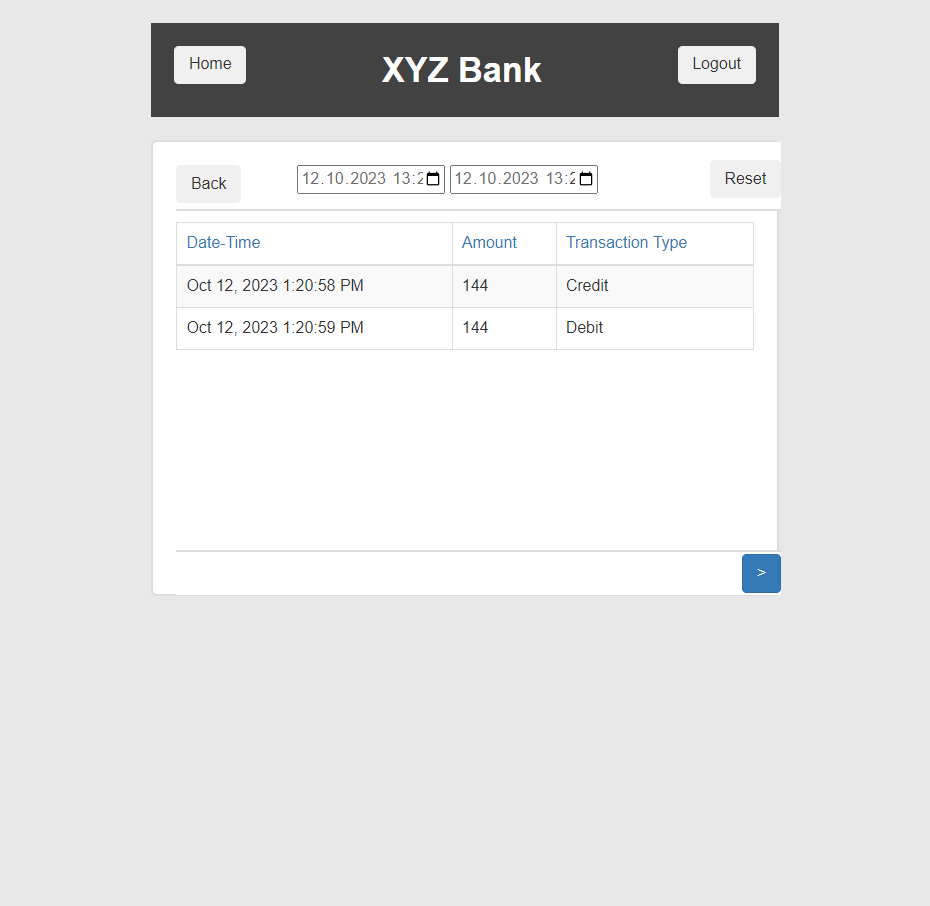 Home XYZ Bank Logout
Back 12.10.2023 13:2 12.10.2023 13:2 Reset
Date-Time Amount Transaction Type
Oct 12, 2023 1:20:58 PM 144 Credit
Oct 12, 2023 1:20:59 PM 144 Debit
>